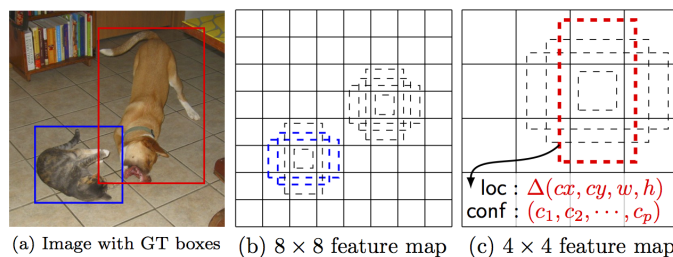 loc : Δ(cx, cy, w, h)
conf : (c₁, c₂, ⋯, cₚ)
(a) Image with GT boxes
(b) 8 × 8 feature map
(c) 4 × 4 feature map